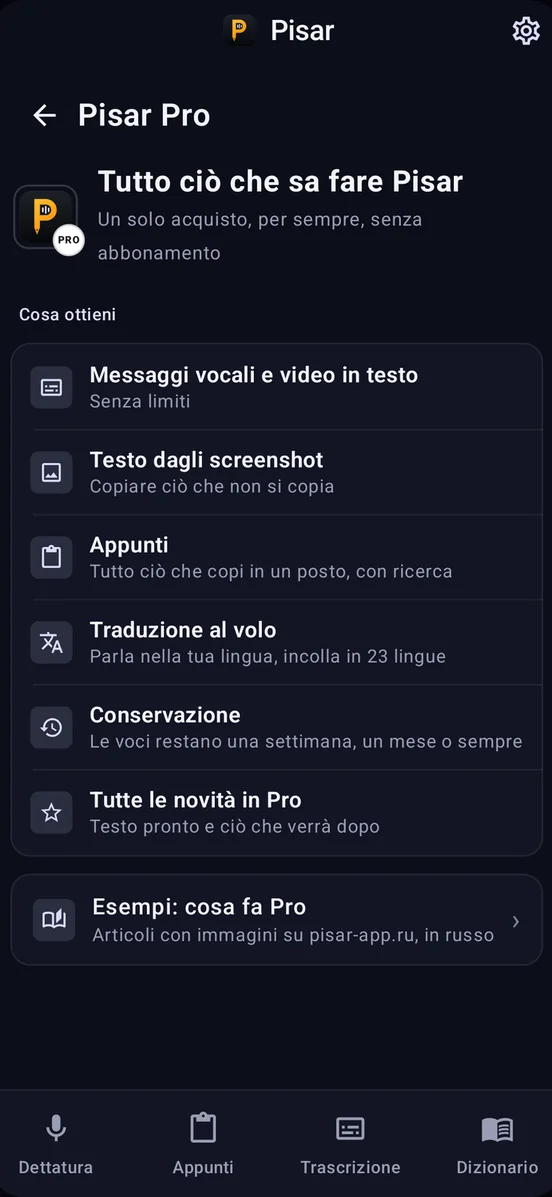 Pisar
Pisar Pro
Tutto ciò che sa fare Pisar
Un solo acquisto, per sempre, senza
abbonamento
PRO
Cosa ottieni
Messaggi vocali e video in testo
Senza limiti
Testo dagli screenshot
Copiare ciò che non si copia
Appunti
Tutto ciò che copi in un posto, con ricerca
Traduzione al volo
Parla nella tua lingua, incolla in 23 lingue
Conservazione
Le voci restano una settimana, un mese o sempre
Tutte le novità in Pro
Testo pronto e ciò che verrà dopo
Esempi: cosa fa Pro
Articoli con immagini su pisar-app.ru, in russo
Dettatura
Appunti
Trascrizione
Dizionario